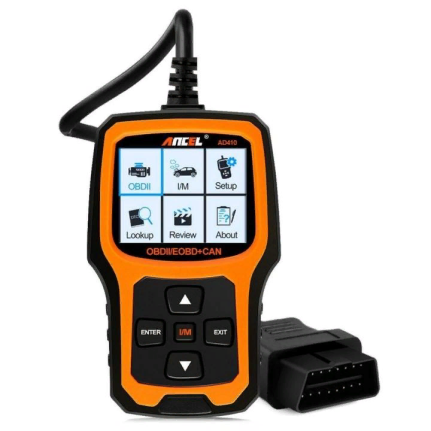 ANCEL
AD410
OBDII I/M Setup
Lookup Review About
OBDII/EOBD+CAN
ENTER I/M EXIT